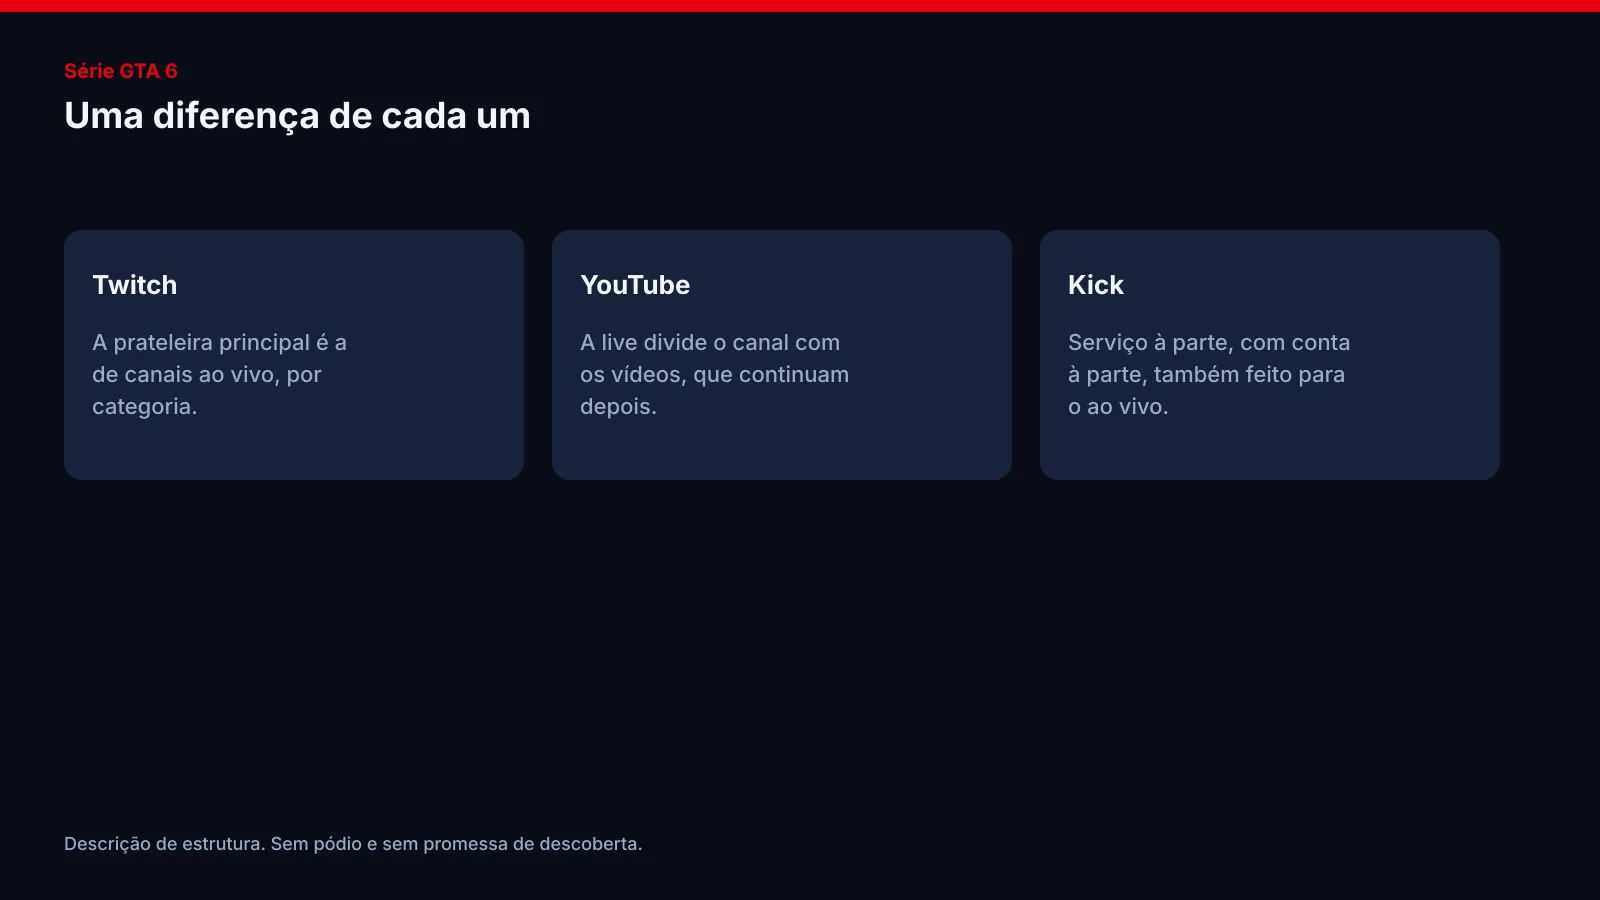 Série GTA 6
Uma diferença de cada um
Twitch
A prateleira principal é a
de canais ao vivo, por
categoria.
YouTube
A live divide o canal com
os vídeos, que continuam
depois.
Kick
Serviço à parte, com conta
à parte, também feito para
o ao vivo.
Descrição de estrutura. Sem pódio e sem promessa de descoberta.